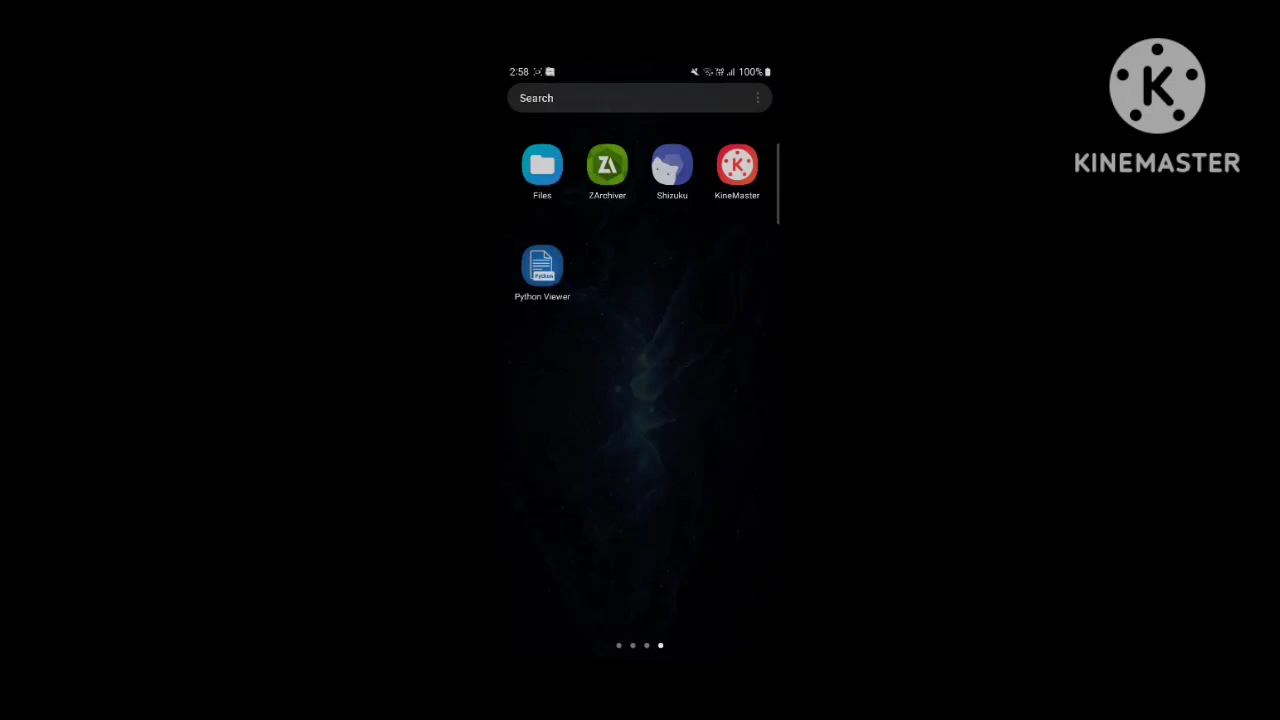 2:58 100%
Search
Files ZArchiver Shizuku KineMaster
Python Viewer
KINEMASTER